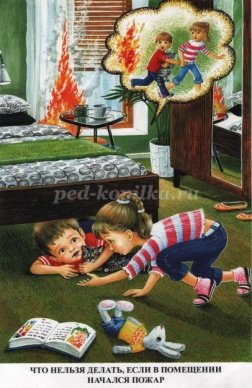 ped-kopilka.ru
ЧТО НЕЛЬЗЯ ДЕЛАТЬ, ЕСЛИ В ПОМЕЩЕНИИ
НАЧАЛСЯ ПОЖАР